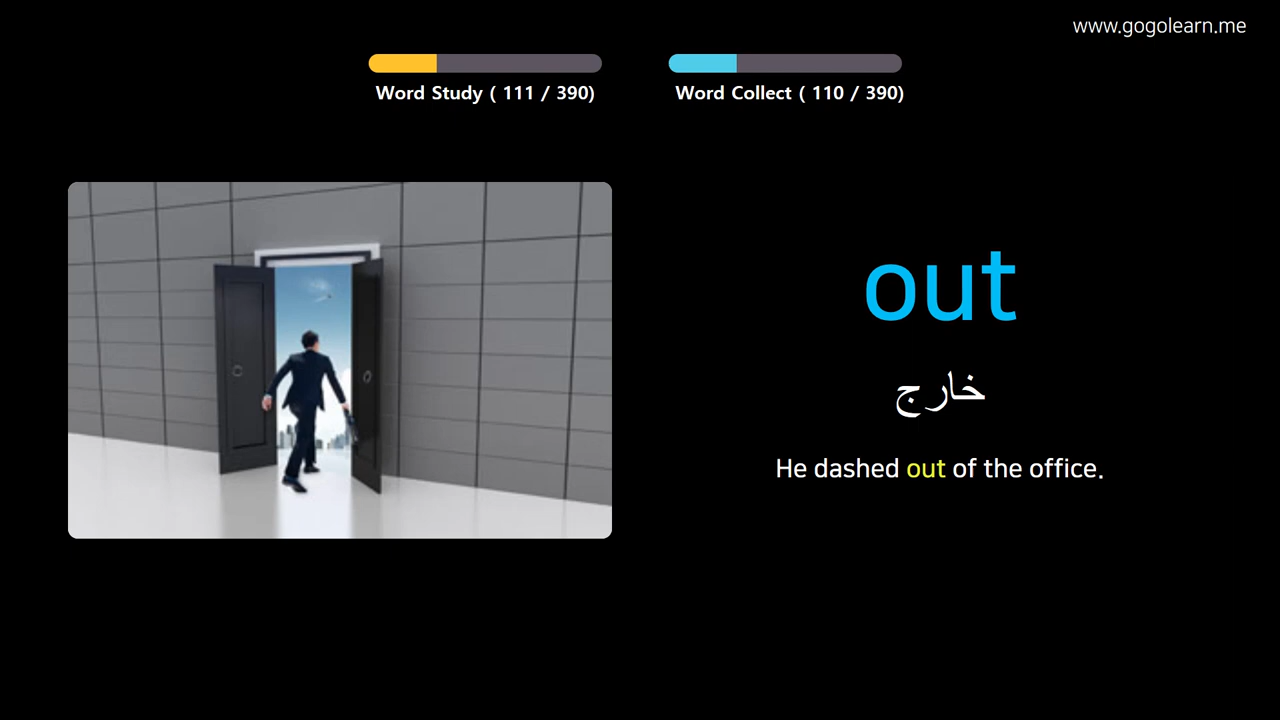 www.gogolearn.me
Word Study ( 111 / 390)
Word Collect ( 110 / 390)
out
خارج
He dashed out of the office.